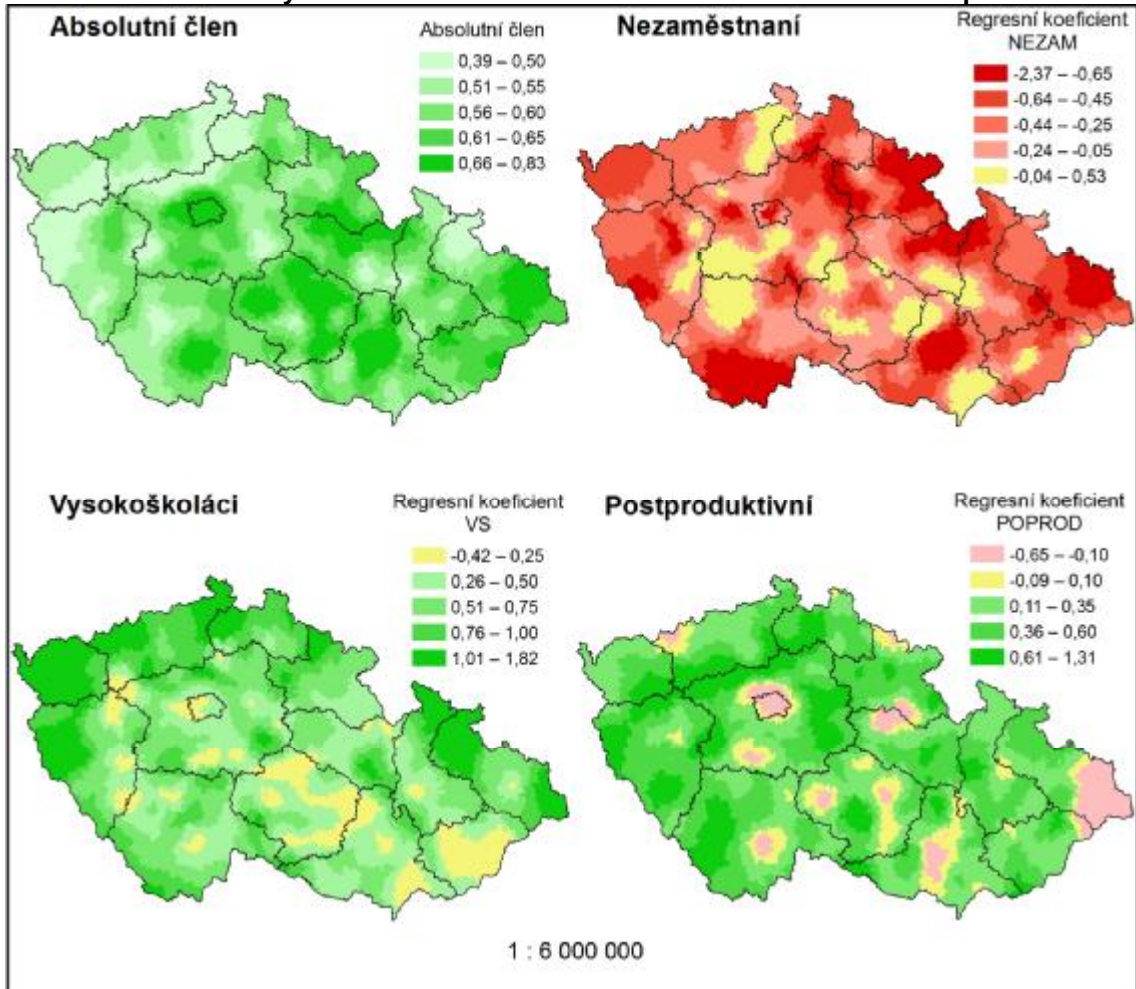 Absolutní člen
Absolutní člen
0,39 – 0,50
0,51 – 0,55
0,56 – 0,60
0,61 – 0,65
0,66 – 0,83
Nezaměstnaní
Regresní koeficient
NEZAM
-2,37 – -0,65
-0,64 – -0,45
-0,44 – -0,25
-0,24 – -0,05
-0,04 – 0,53
Vysokoškoláci
Regresní koeficient
VS
-0,42 – 0,25
0,26 – 0,50
0,51 – 0,75
0,76 – 1,00
1,01 – 1,82
Postproduktivní
Regresní koeficient
POPROD
-0,65 – -0,10
-0,09 – 0,10
0,11 – 0,35
0,36 – 0,60
0,61 – 1,31
1 : 6 000 000